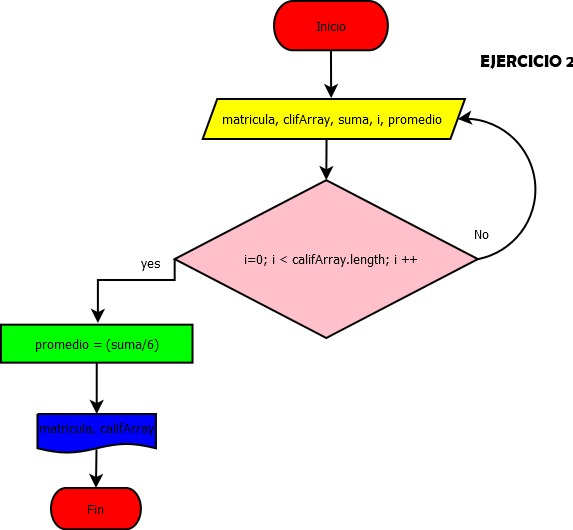 Inicio
EJERCICIO 2
matricula, clifArray, suma, i, promedio
No
i=0; i < califArray.length; i ++
yes
promedio = (suma/6)
matricula, califArray
Fin